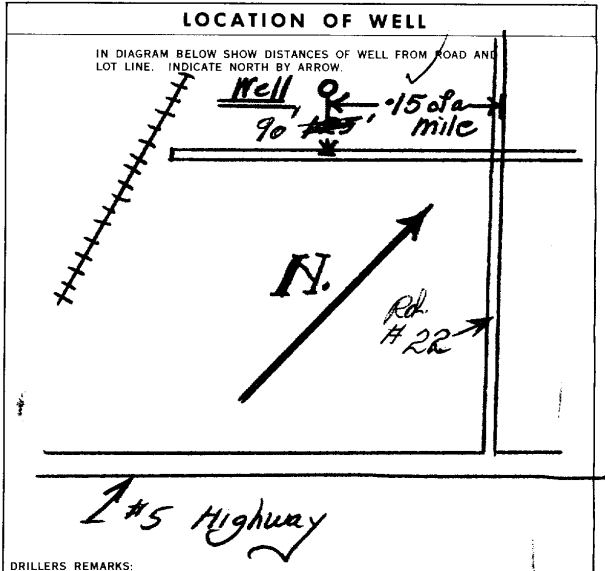 LOCATION OF WELL
IN DIAGRAM BELOW SHOW DISTANCES OF WELL FROM ROAD AND
LOT LINE. INDICATE NORTH BY ARROW.
Well
90'
.15 of a
mile
N.
Rd.
# 22
#5 Highway
DRILLERS REMARKS: